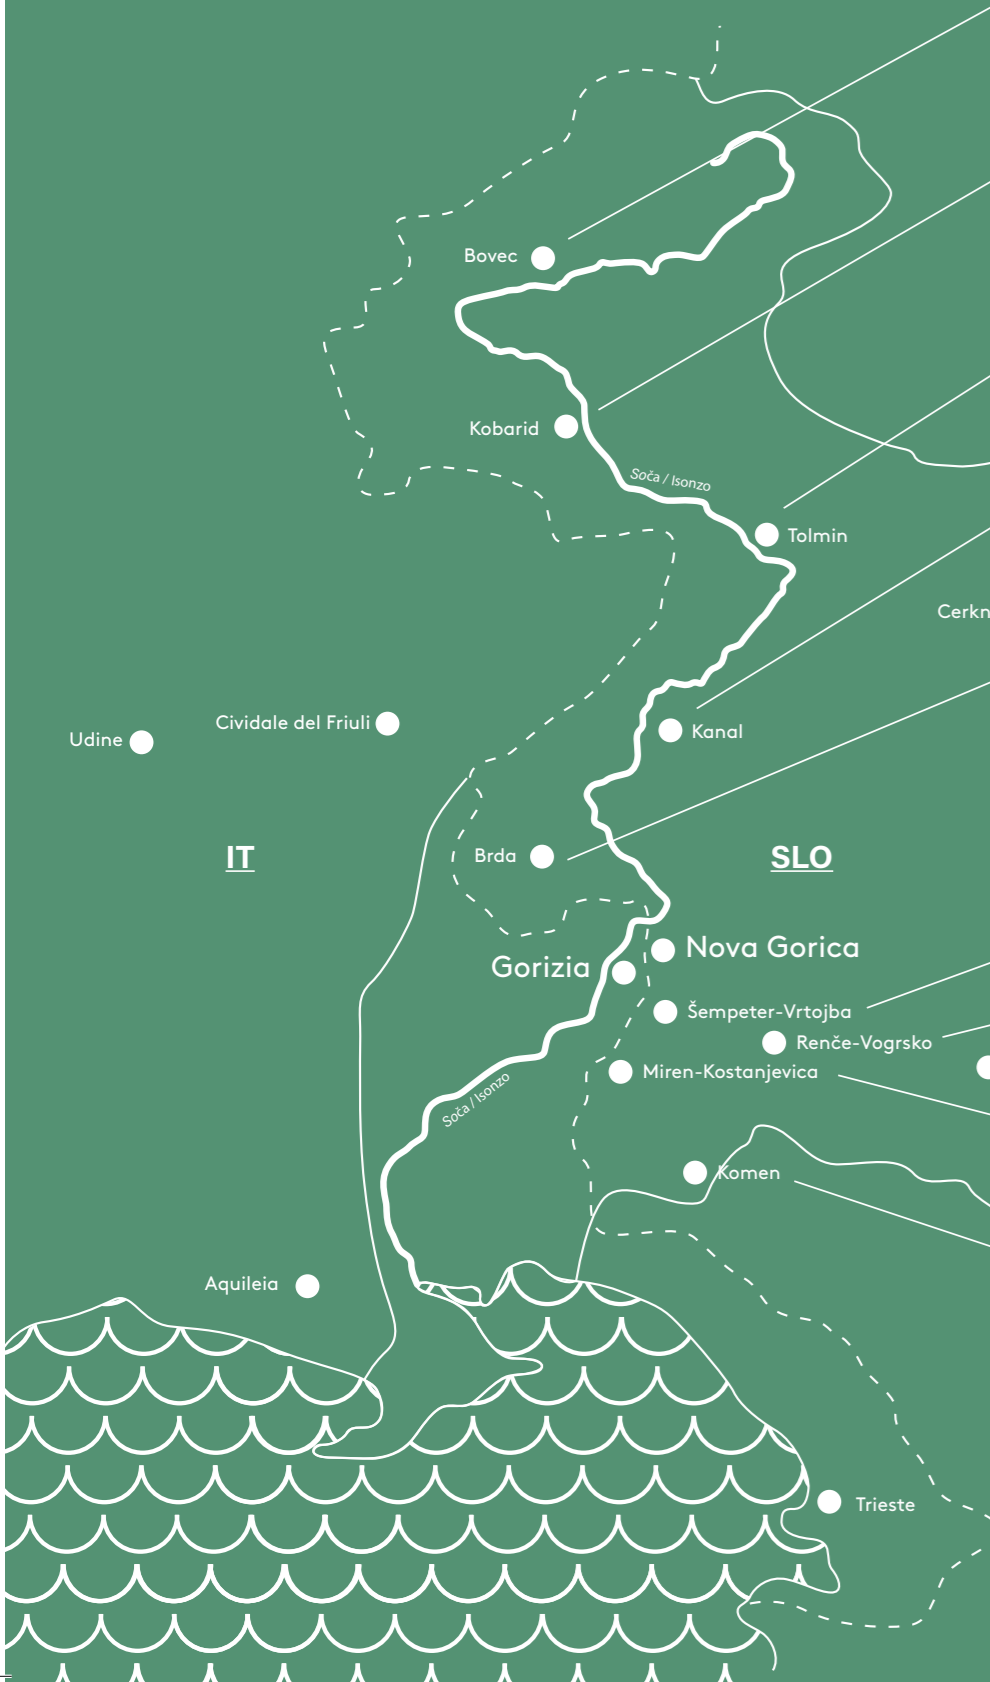 Bovec
Kobarid
Soča / Isonzo
Tolmin
Cerkn
Cividale del Friuli
Udine
Kanal
Brda
IT
SLO
Nova Gorica
Gorizia
Šempeter-Vrtojba
Renče-Vogrsko
Miren-Kostanjevica
Soča / Isonzo
Komen
Aquileia
Trieste